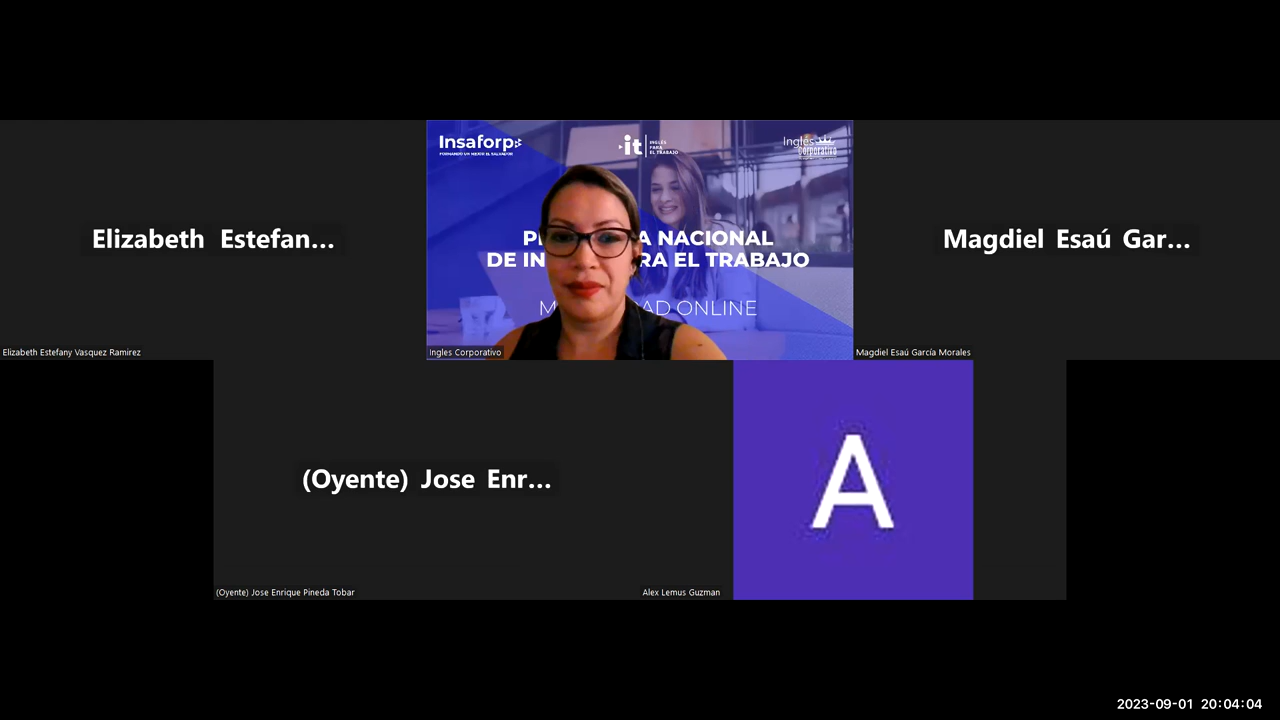 Insaforp
FORMANDO UN MEJOR EL SALVADOR
it
INGLÉS
PARA
EL TRABAJO
Inglés
corporativo
Elizabeth Estefan...
A NACIONAL
DE IN
RA EL TRABAJO
AD ONLINE
Magdiel Esaú Gar...
Elizabeth Estefany Vasquez Ramirez
Ingles Corporativo
Magdiel Esaú García Morales
(Oyente) Jose Enr...
A
(Oyente) Jose Enrique Pineda Tobar
Alex Lemus Guzman
2023-09-01 20:04:04